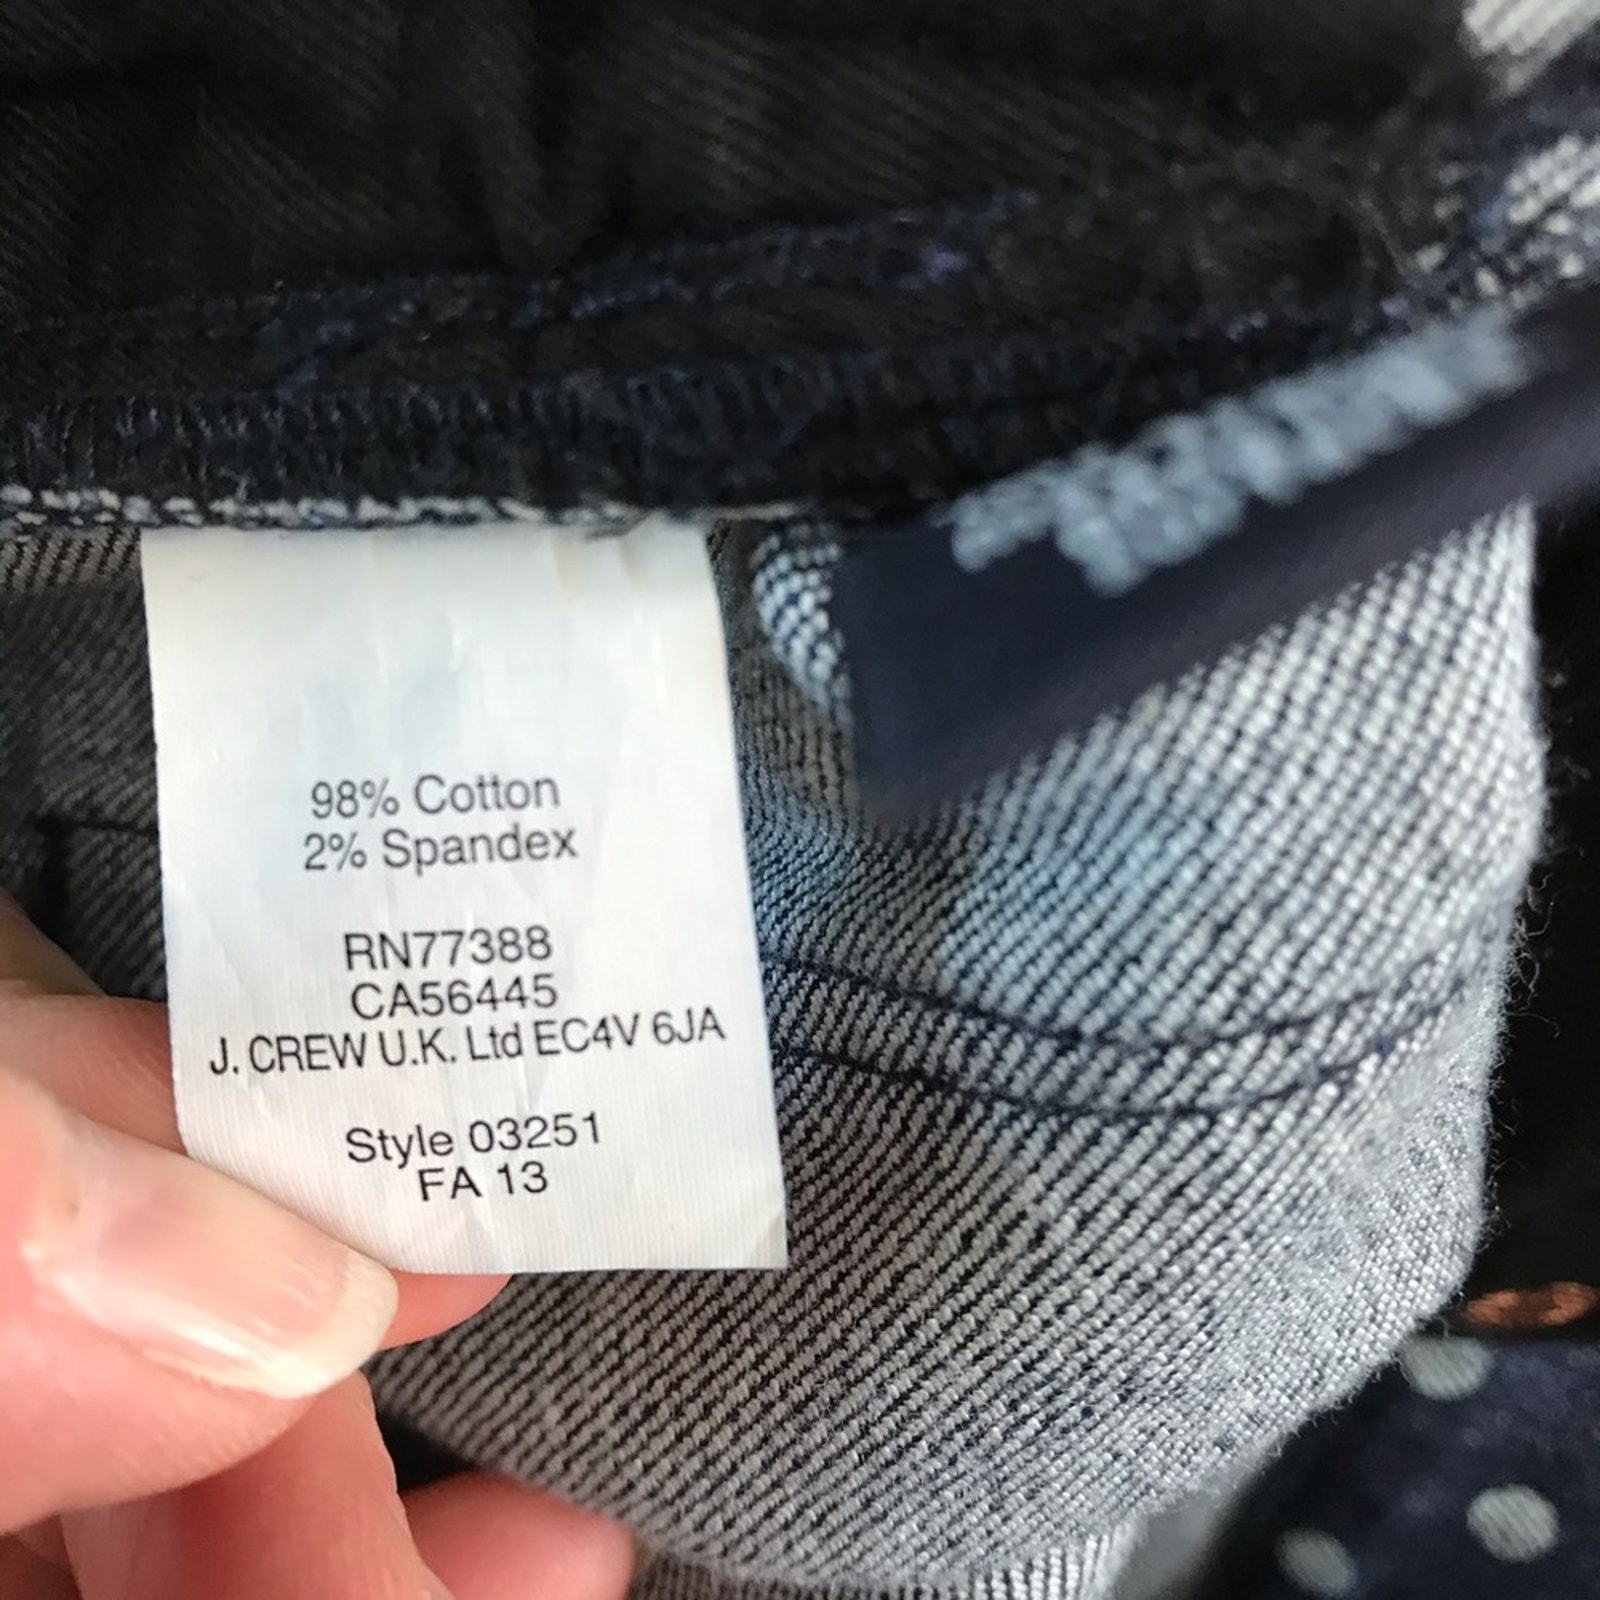 98% Cotton
2% Spandex
RN77388
CA56445
J. CREW U.K. Ltd EC4V 6JA
Style 03251
FA 13